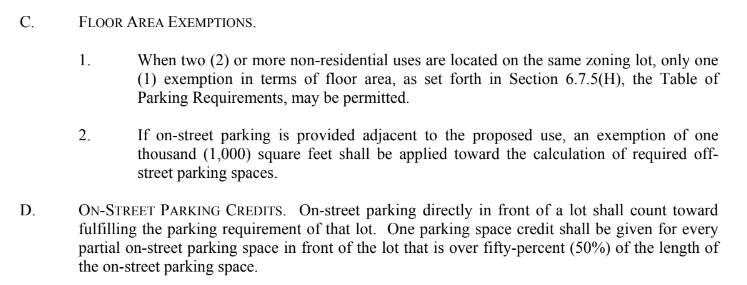 C. FLOOR AREA EXEMPTIONS.
1. When two (2) or more non-residential uses are located on the same zoning lot, only one
(1) exemption in terms of floor area, as set forth in Section 6.7.5(H), the Table of
Parking Requirements, may be permitted.
2. If on-street parking is provided adjacent to the proposed use, an exemption of one
thousand (1,000) square feet shall be applied toward the calculation of required off-
street parking spaces.
D. ON-STREET PARKING CREDITS. On-street parking directly in front of a lot shall count toward
fulfilling the parking requirement of that lot. One parking space credit shall be given for every
partial on-street parking space in front of the lot that is over fifty-percent (50%) of the length of
the on-street parking space.